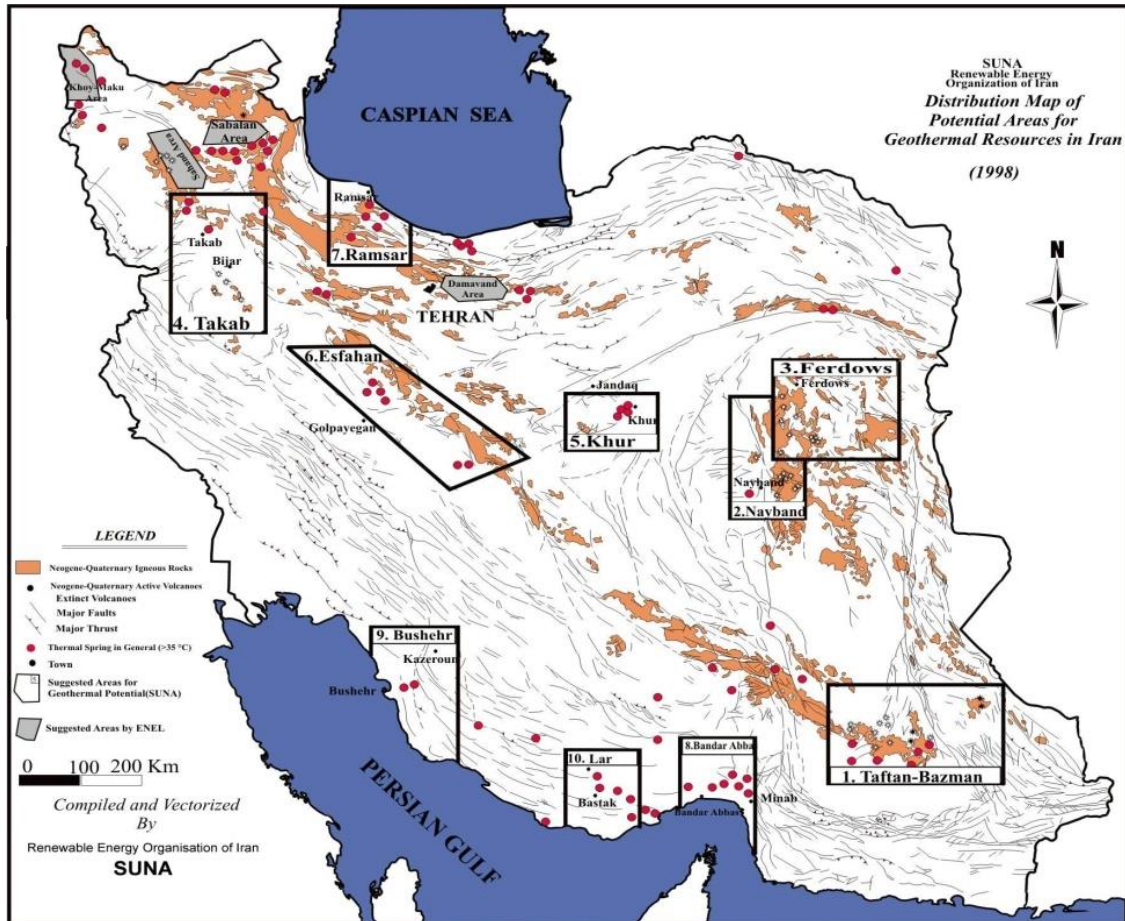 SUNA
Renewable Energy
Organization of Iran
Distribution Map of
Potential Areas for
Geothermal Resources in Iran
(1998)
N
CASPIAN SEA
Khoy-Maku
Area
Sabalan
Area
Sahand Area
Ramsar
7.Ramsar
Takab
Bijar
4. Takab
Damavand
Area
TEHRAN
6.Esfahan
Golpayegan
Jandaq
Khur
5.Khur
3.Ferdows
Ferdows
Nayband
2.Nayband
9. Bushehr
Kazeroun
Bushehr
10. Lar
Bastak
8.Bandar Abba
Bandar Abbas
Minab
1. Taftan-Bazman
PERSIAN GULF
LEGEND
Neogene-Quaternary Igneous Rocks
Neogene-Quaternary Active Volcanoes
Extinct Volcanoes
Major Faults
Major Thrust
Thermal Spring in General (>35 °C)
Town
Suggested Areas for
Geothermal Potential(SUNA)
Suggested Areas by ENEL
0 100 200 Km
Compiled and Vectorized
By
Renewable Energy Organisation of Iran
SUNA